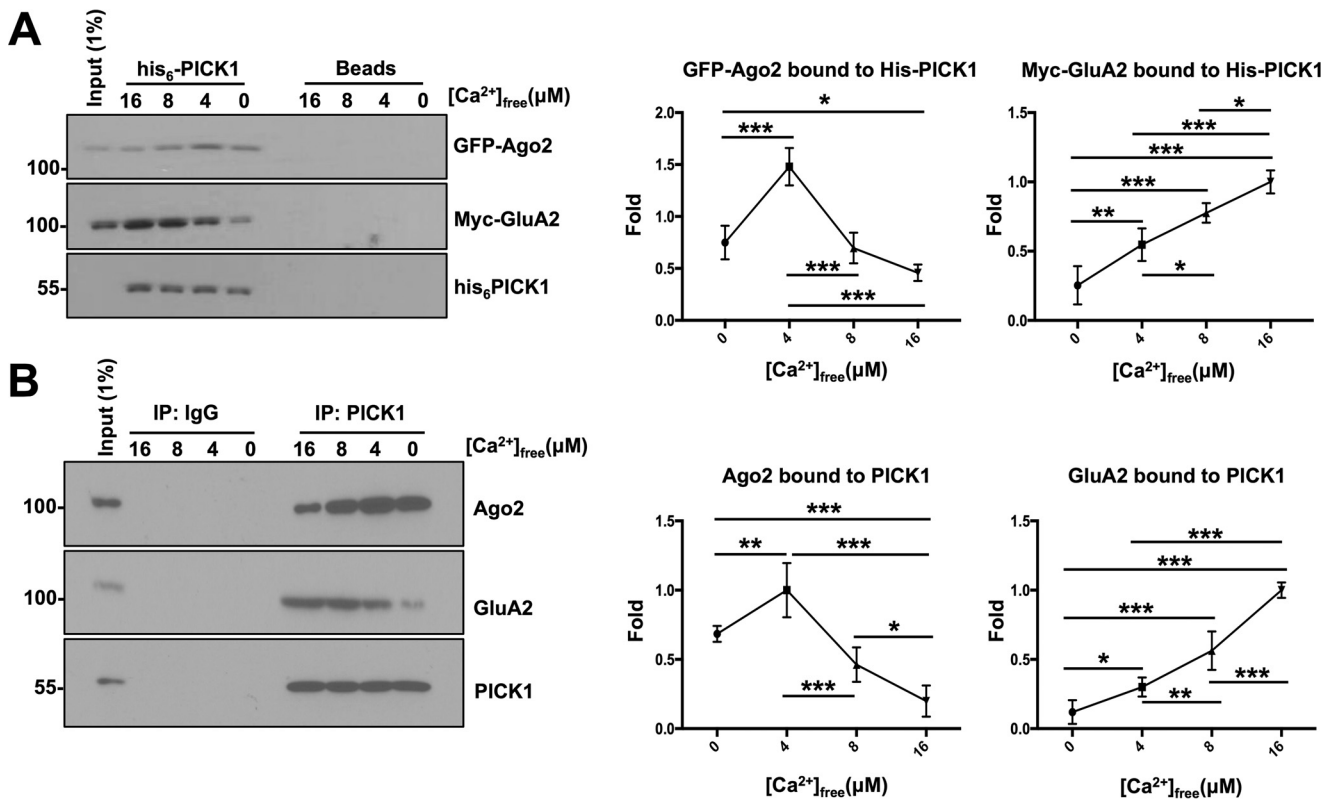 A
Input (1%)
his₆-PICK1 Beads
16 8 4 0 16 8 4 0 [Ca²⁺]free(μM)
GFP-Ago2
100
Myc-GluA2
100
his₆PICK1
55
GFP-Ago2 bound to His-PICK1
*
***
***
***
2.0
1.5
1.0
0.5
0.0
Fold
0 4 8 16
[Ca²⁺]free(μM)
Myc-GluA2 bound to His-PICK1
*
***
***
***
**
*
1.5
1.0
0.5
0.0
Fold
0 4 8 16
[Ca²⁺]free(μM)
B
Input (1%)
IP: IgG IP: PICK1
16 8 4 0 16 8 4 0 [Ca²⁺]free(μM)
100
Ago2
100
GluA2
55
PICK1
Ago2 bound to PICK1
***
** ***
*
***
1.5
1.0
0.5
0.0
Fold
0 4 8 16
[Ca²⁺]free(μM)
GluA2 bound to PICK1
***
***
***
*
***
**
1.5
1.0
0.5
0.0
Fold
0 4 8 16
[Ca²⁺]free(μM)